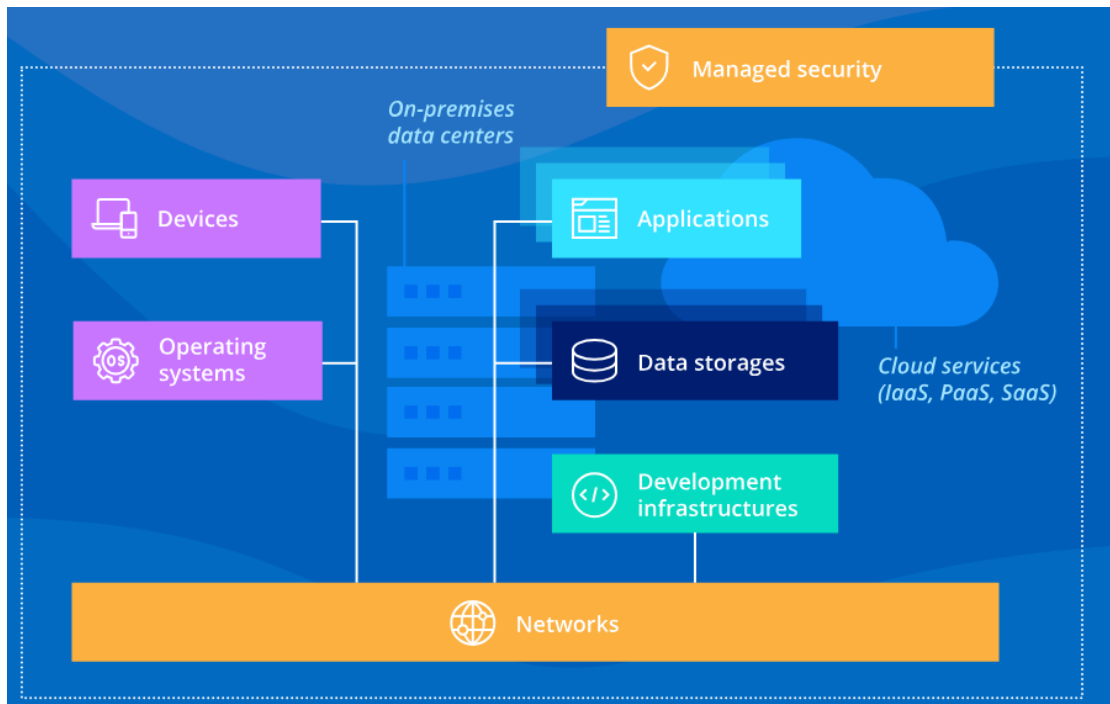 Managed security
On-premises
data centers
Devices
Applications
Operating
systems
OS
Data storages
Cloud services
(IaaS, PaaS, SaaS)
Development
infrastructures
</>
Networks